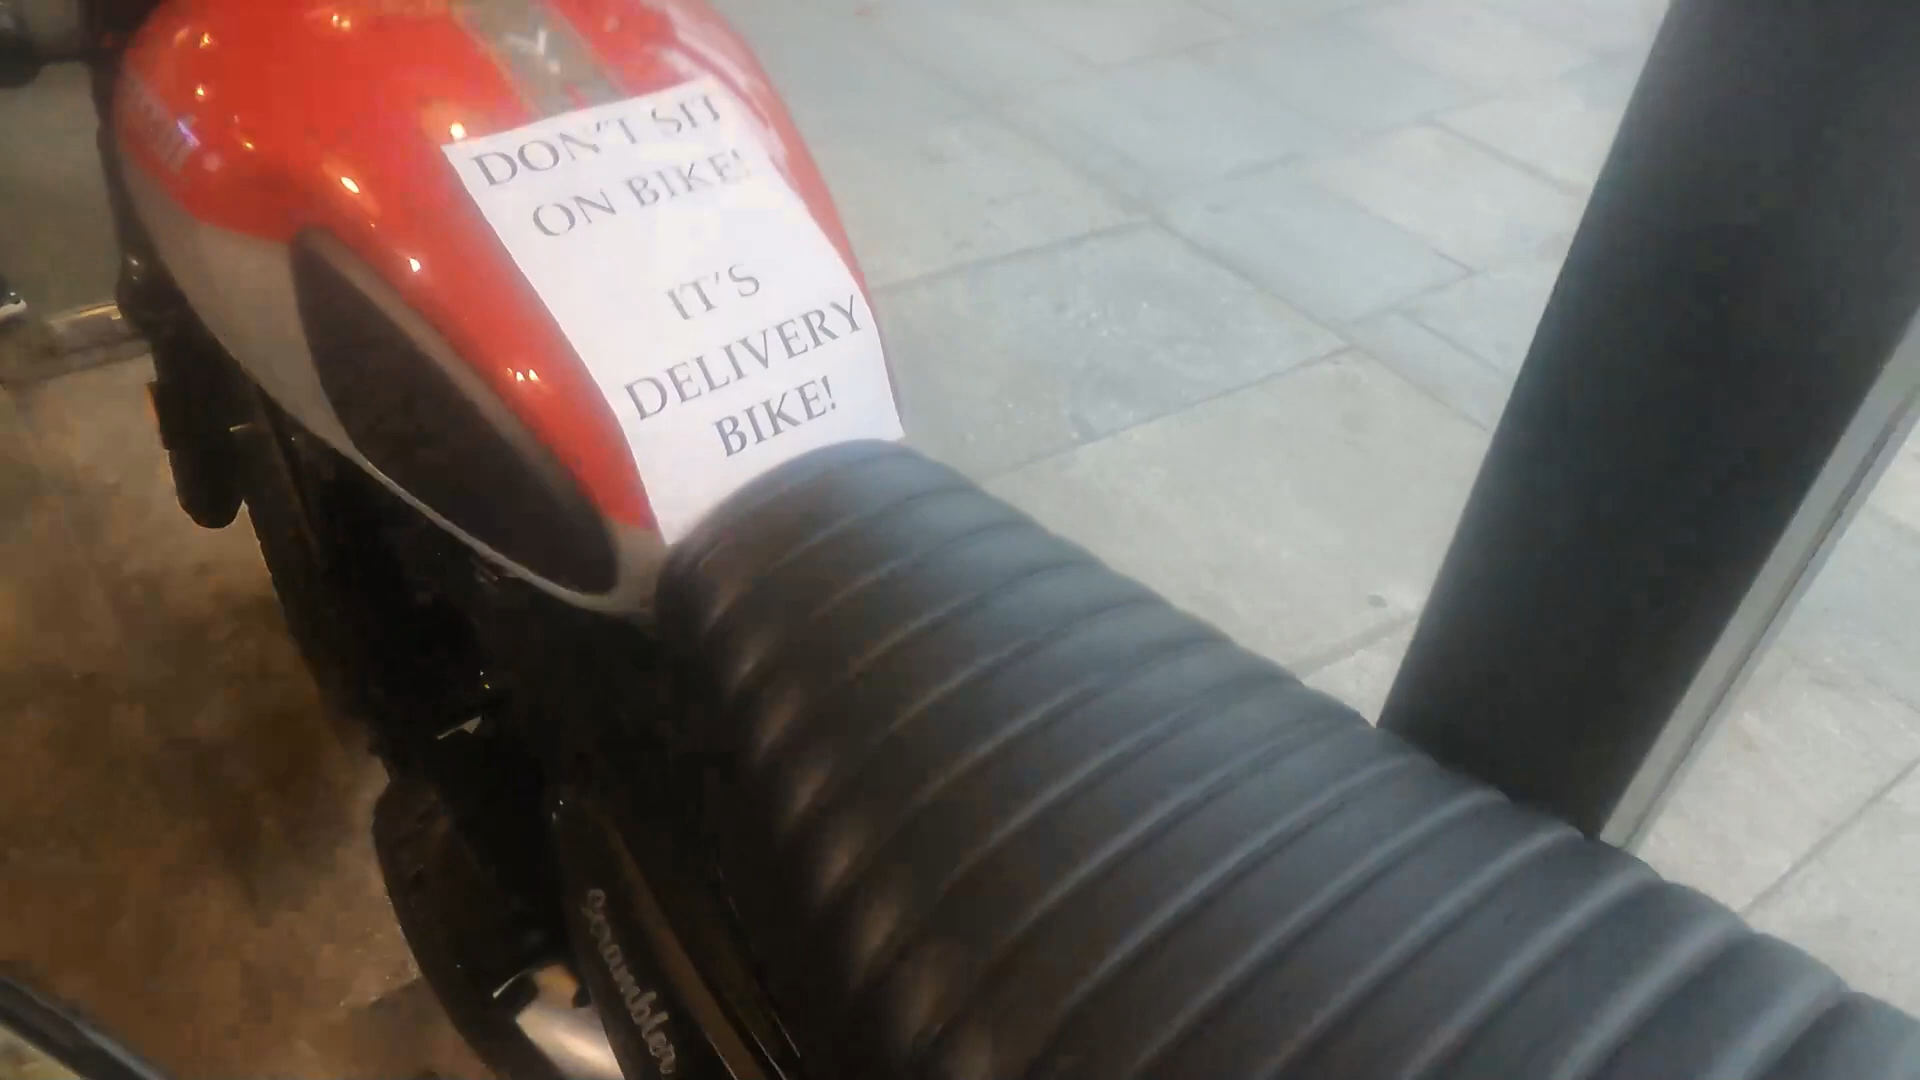 DON'T SIT
ON BIKE!
IT'S
DELIVERY
BIKE!
Scrambler